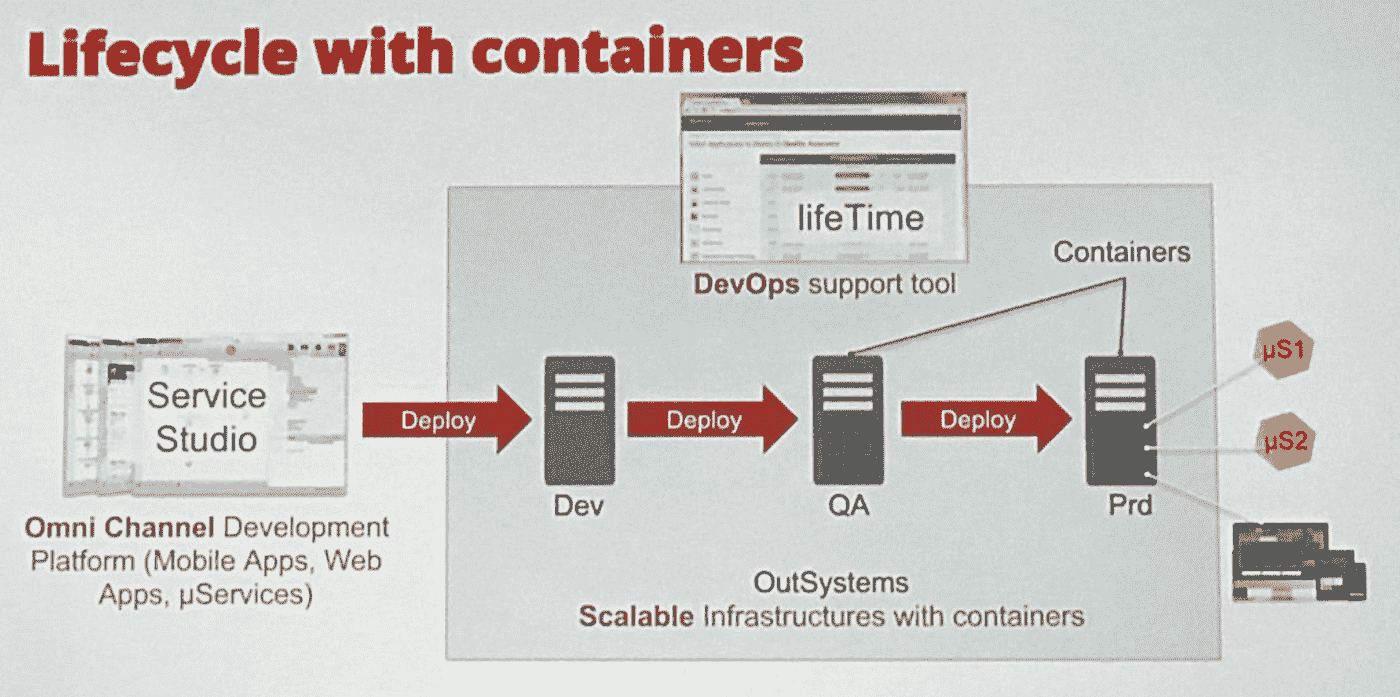 Lifecycle with containers
lifeTime
DevOps support tool
Containers
Service
Studio
Omni Channel Development
Platform (Mobile Apps, Web
Apps, µServices)
Deploy
Deploy
Deploy
Dev
QA
Prd
µS1
µS2
OutSystems
Scalable Infrastructures with containers